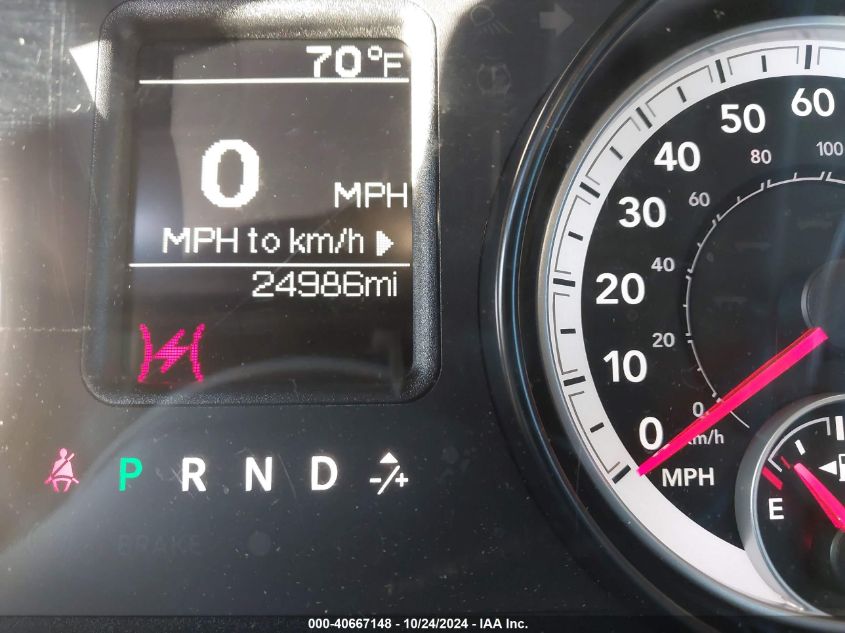 70°F
0
MPH
MPH to km/h
24986mi
P R N D -/+
BRAKE
0 10 20 30 40 50 60
0 20 40 60 80 100
km/h
MPH
E
000-40667148 - 10/24/2024 - IAA Inc.